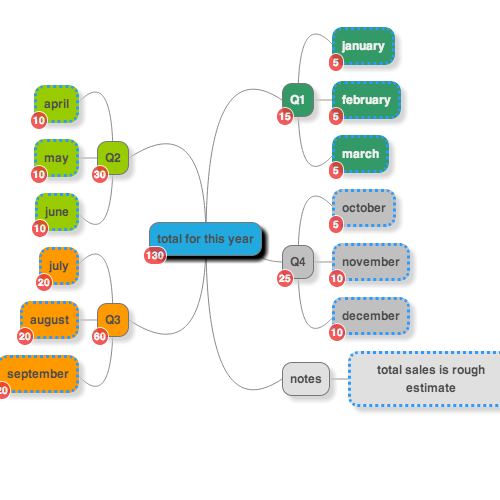 total for this year
130
Q1
15
january
5
february
5
march
5
Q2
30
april
10
may
10
june
10
Q3
60
july
20
august
20
september
20
Q4
25
october
5
november
10
december
10
notes
total sales is rough
estimate